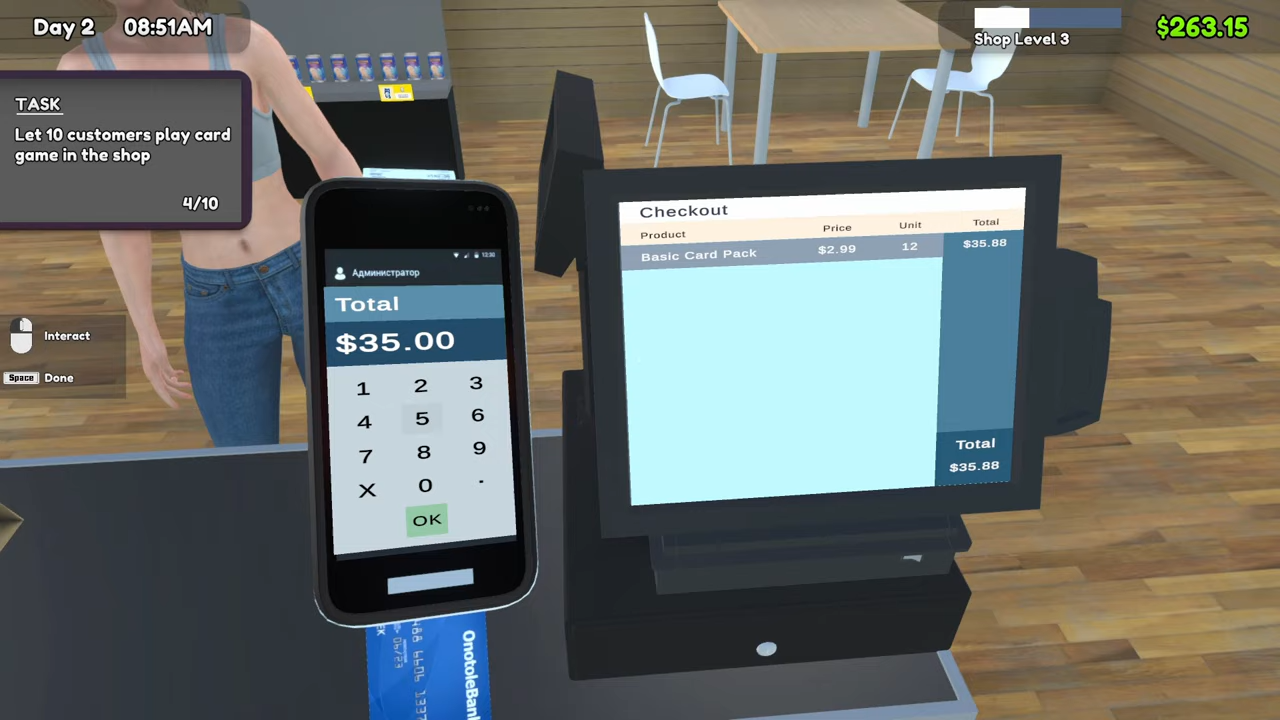 Day 2 08:51AM
Shop Level 3
$263.15
TASK
Let 10 customers play card
game in the shop
4/10
Interact
Space Done
Администратор
Total
$35.00
1 2 3
4 5 6
7 8 9
X 0 .
OK
Checkout
Product Price Unit Total
Basic Card Pack $2.99 12 $35.88
Total
$35.88
OnotoleBank